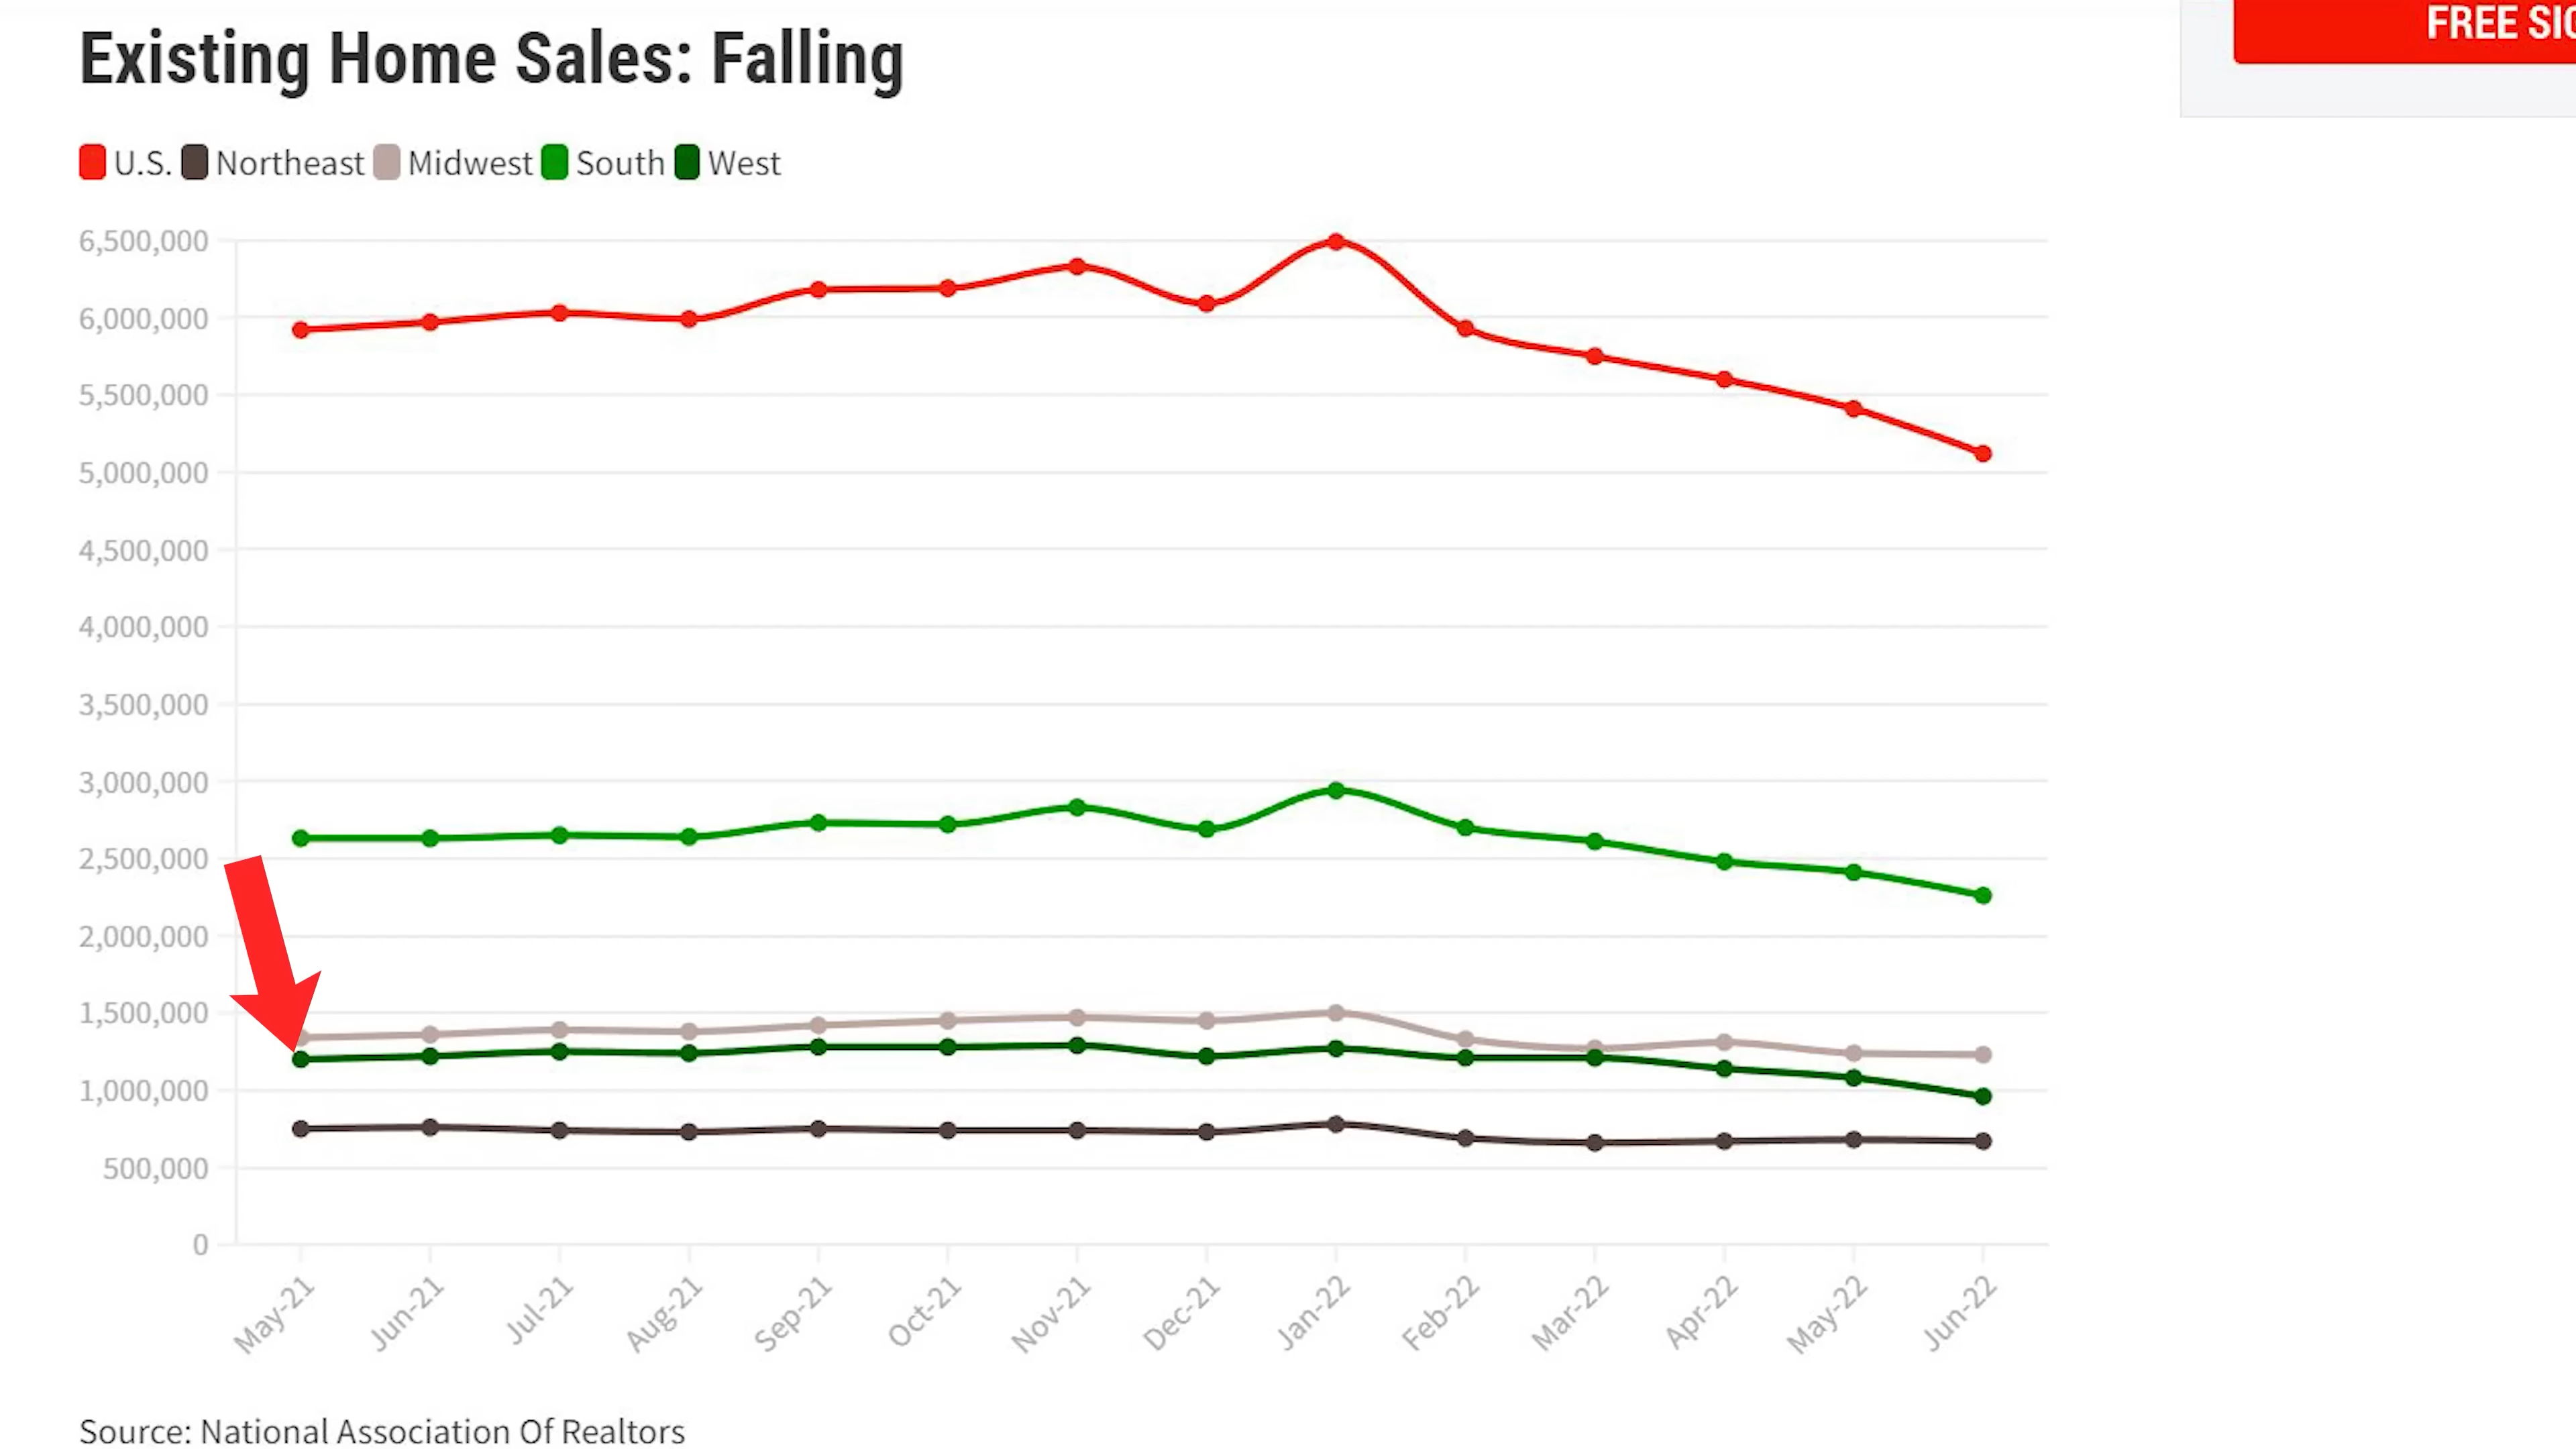 FREE SIG
Existing Home Sales: Falling
U.S. Northeast Midwest South West
6,500,000
6,000,000
5,500,000
5,000,000
4,500,000
4,000,000
3,500,000
3,000,000
2,500,000
2,000,000
1,500,000
1,000,000
500,000
0
May-21 Jun-21 Jul-21 Aug-21 Sep-21 Oct-21 Nov-21 Dec-21 Jan-22 Feb-22 Mar-22 Apr-22 May-22 Jun-22
Source: National Association Of Realtors